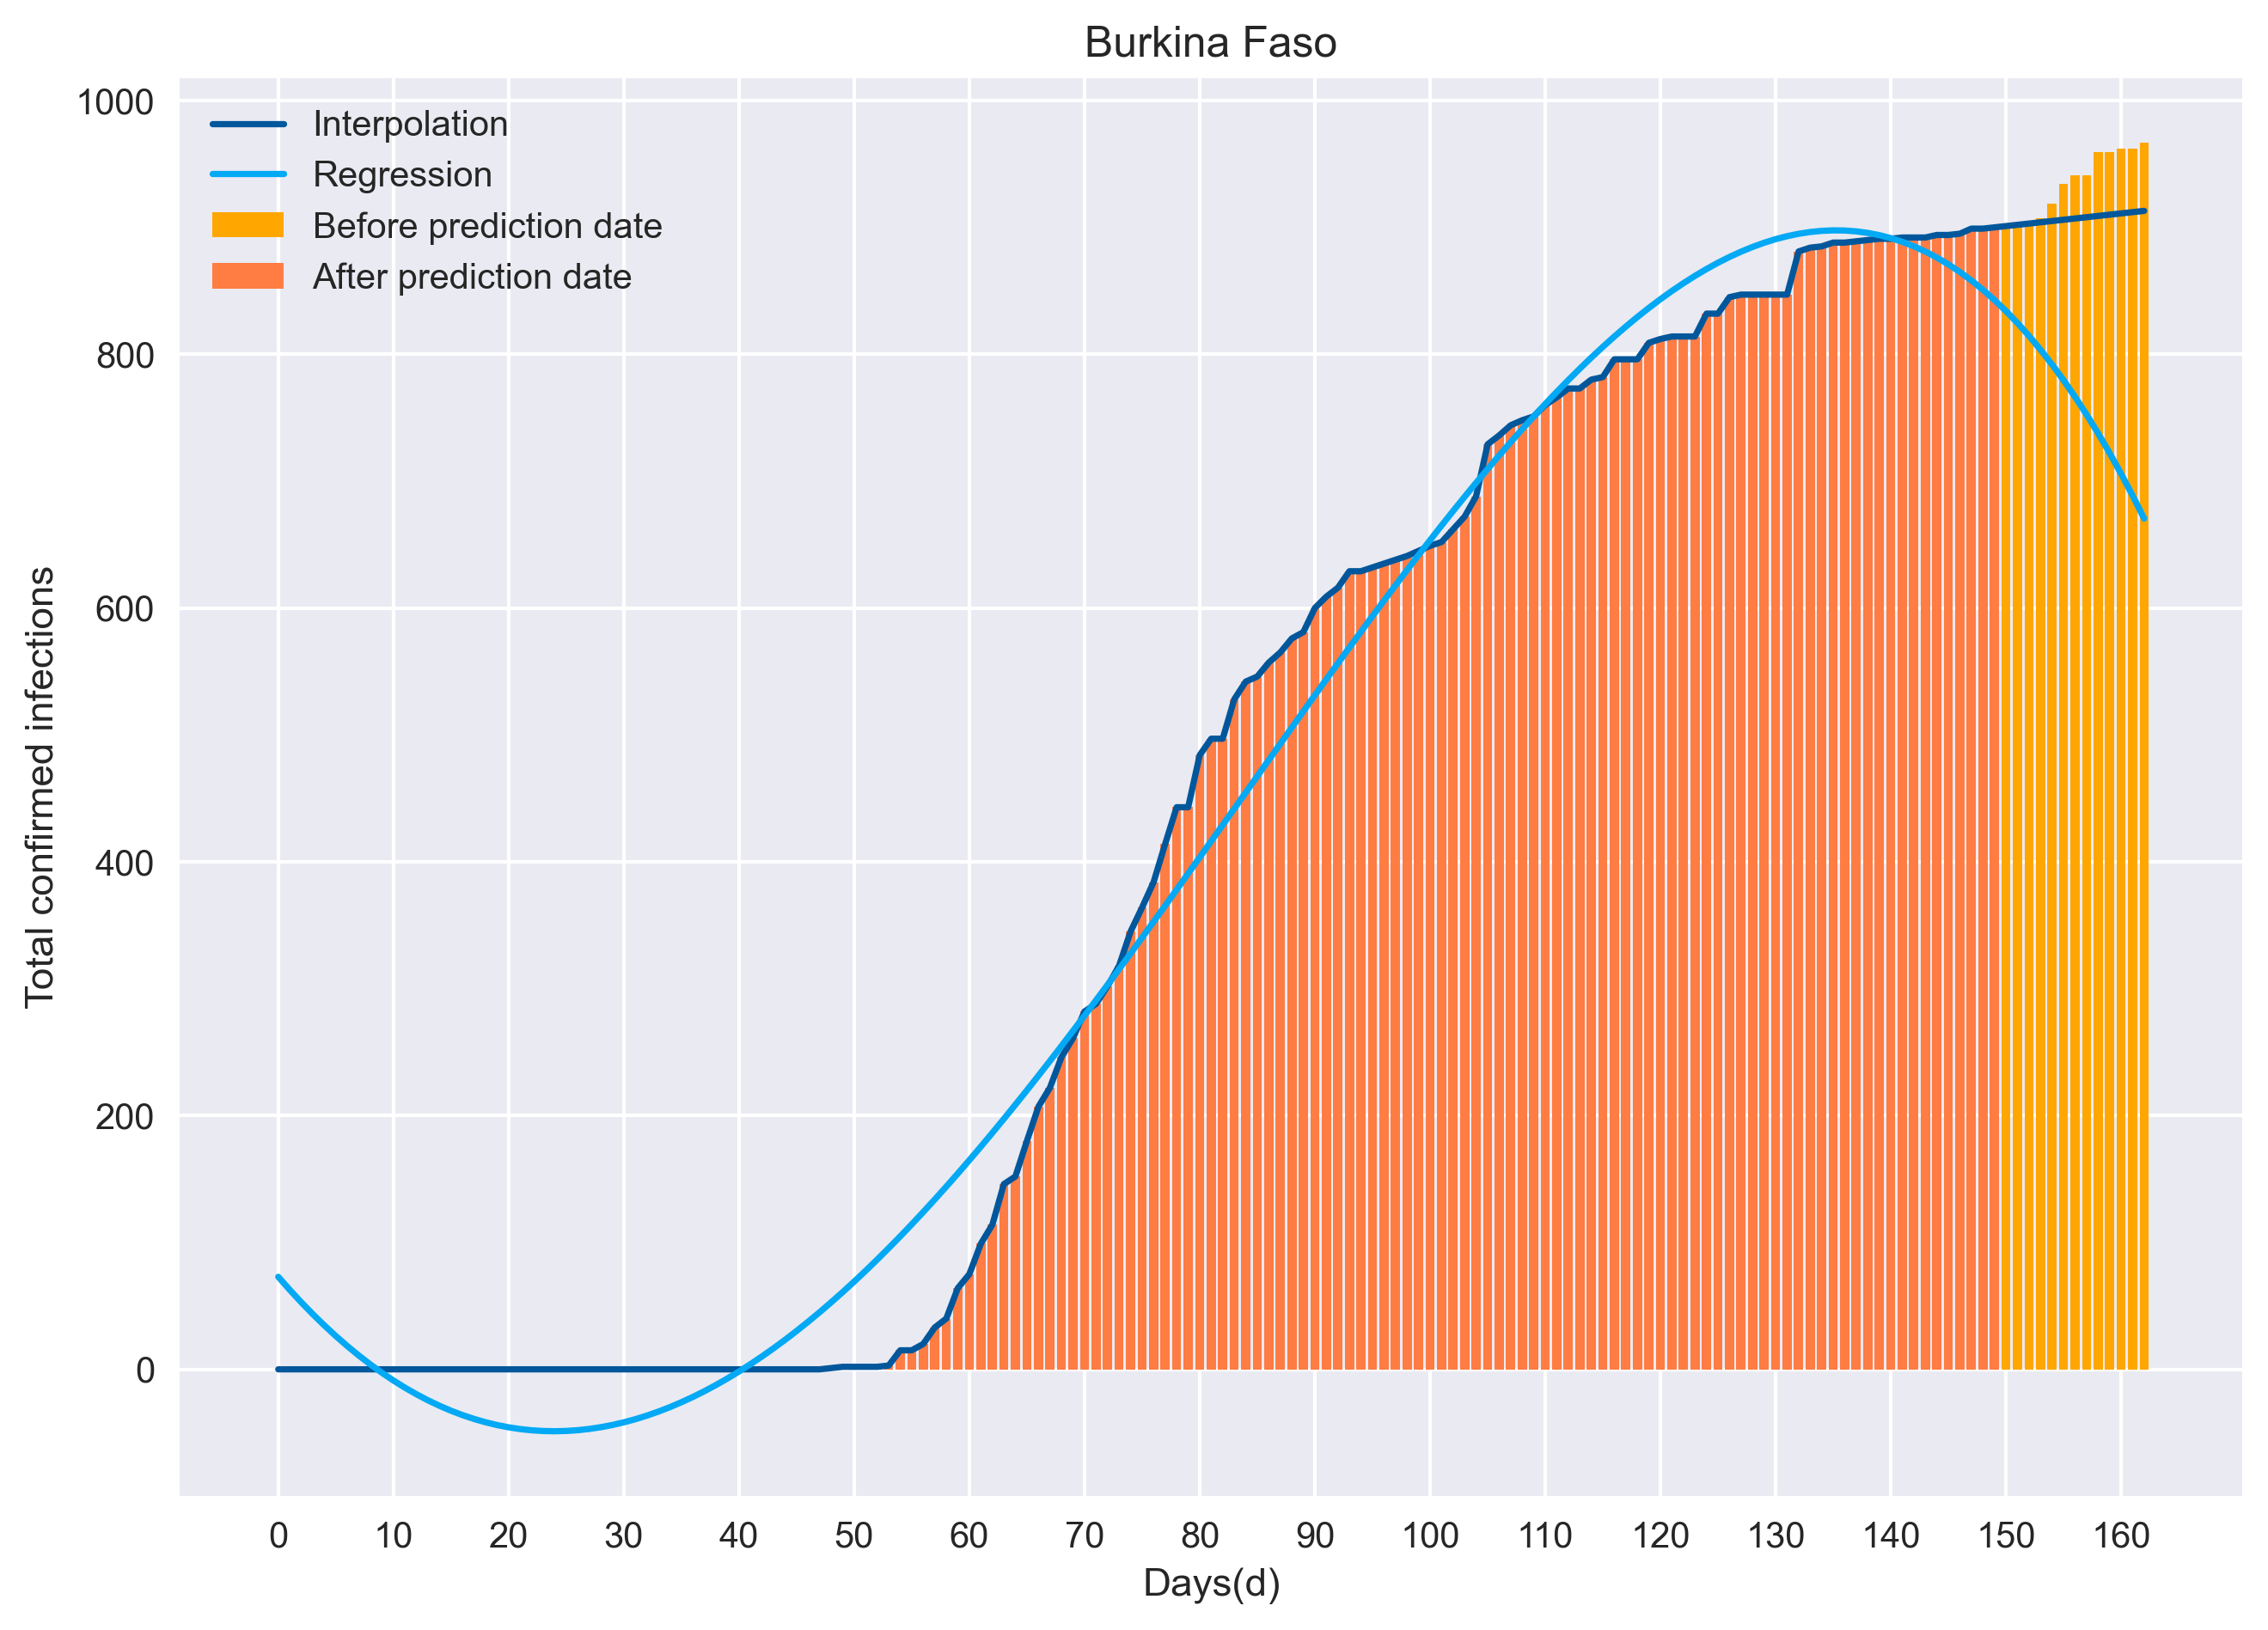 Burkina Faso
Interpolation
Regression
Before prediction date
After prediction date
Total confirmed infections
1000
800
600
400
200
0
0 10 20 30 40 50 60 70 80 90 100 110 120 130 140 150 160
Days(d)